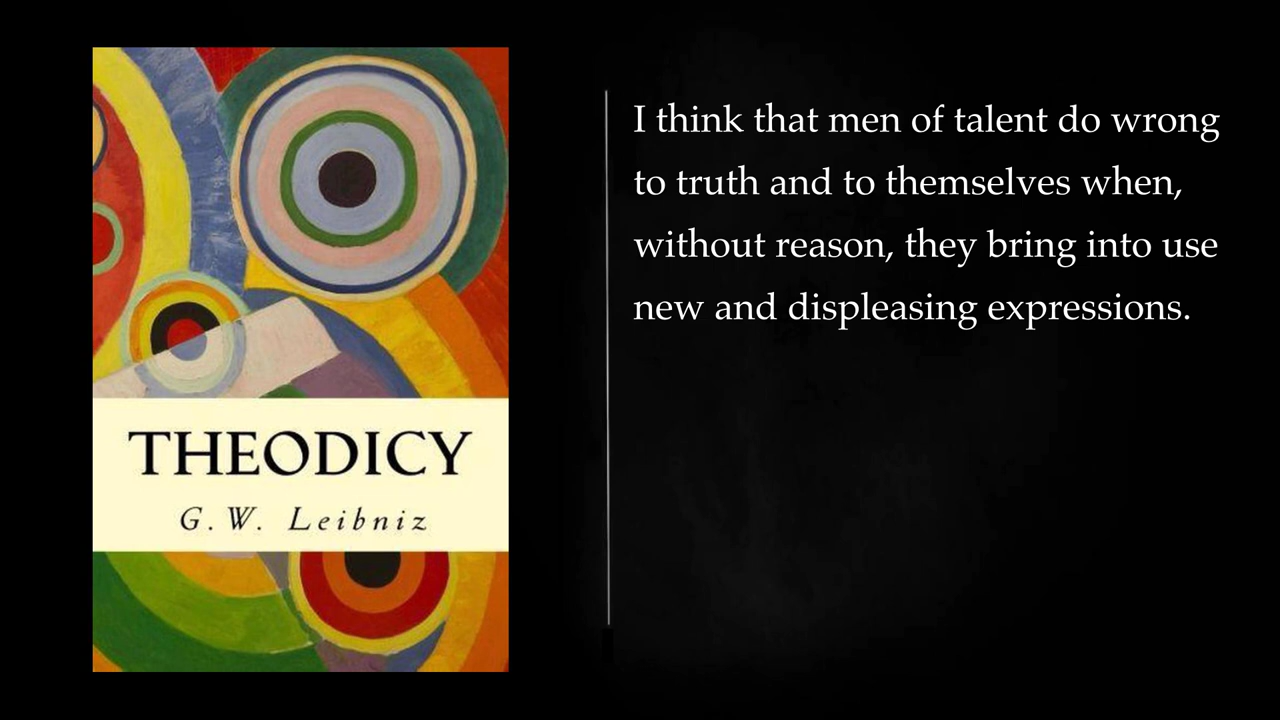 THEODICY
G. W. Leibniz
I think that men of talent do wrong
to truth and to themselves when,
without reason, they bring into use
new and displeasing expressions.